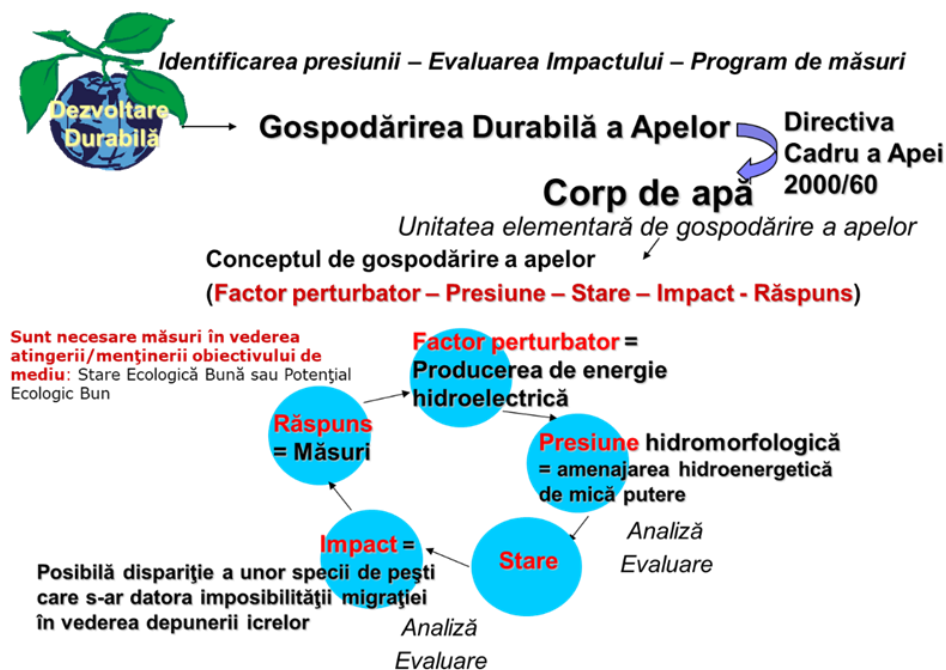 Identificarea presiunii – Evaluarea Impactului – Program de măsuri
Dezvoltare
Durabilă
Gospodărirea Durabilă a Apelor
Directiva
Cadru a Apei
2000/60
Corp de apă
Unitatea elementară de gospodărire a apelor
Conceptul de gospodărire a apelor
(Factor perturbator – Presiune – Stare – Impact - Răspuns)
Sunt necesare măsuri în vederea
atingerii/menţinerii obiectivului de
mediu: Stare Ecologică Bună sau Potenţial
Ecologic Bun
Factor perturbator =
Producerea de energie
hidroelectrică
Răspuns
= Măsuri
Presiune hidromorfologică
= amenajarea hidroenergetică
de mică putere
Analiză
Evaluare
Stare
Impact =
Posibilă dispariţie a unor specii de peşti
care s-ar datora imposibilităţii migraţiei
în vederea depunerii icrelor
Analiză
Evaluare